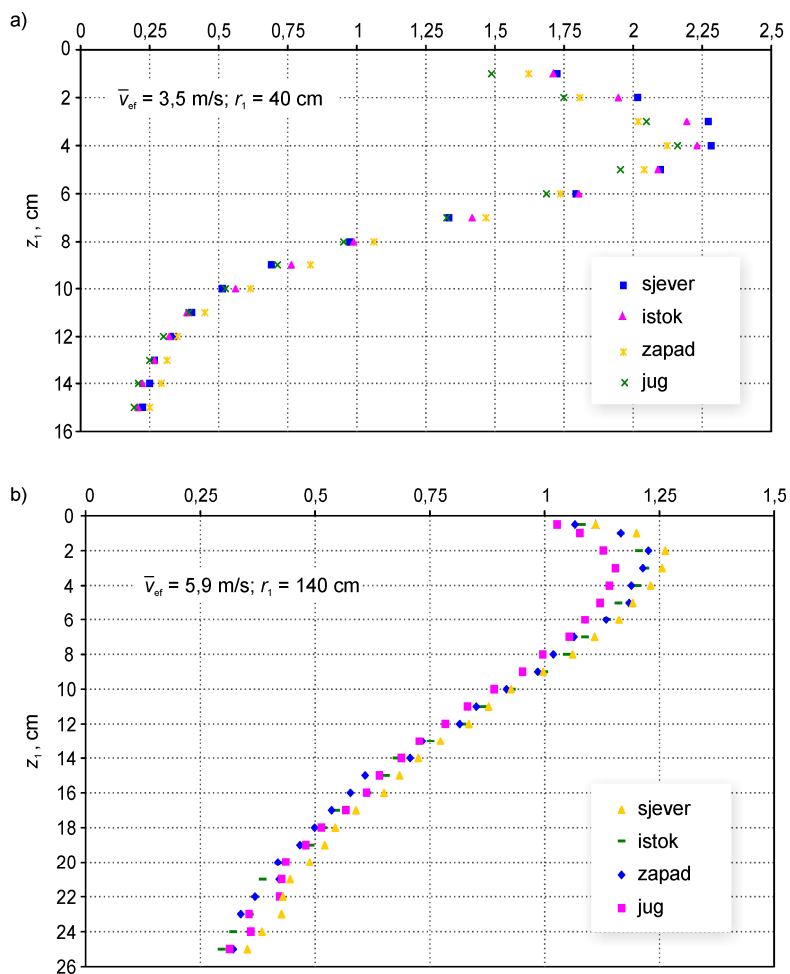 a)
0 0,25 0,5 0,75 1 1,25 1,5 1,75 2 2,25 2,5
0
v̅ef = 3,5 m/s; r1 = 40 cm
2
4
6
z1, cm
8
10
12
14
16
sjever
istok
zapad
jug
b)
0 0,25 0,5 0,75 1 1,25 1,5
0
2
v̅ef = 5,9 m/s; r1 = 140 cm
4
6
8
10
12
z1, cm
14
16
18
20
22
24
26
sjever
istok
zapad
jug